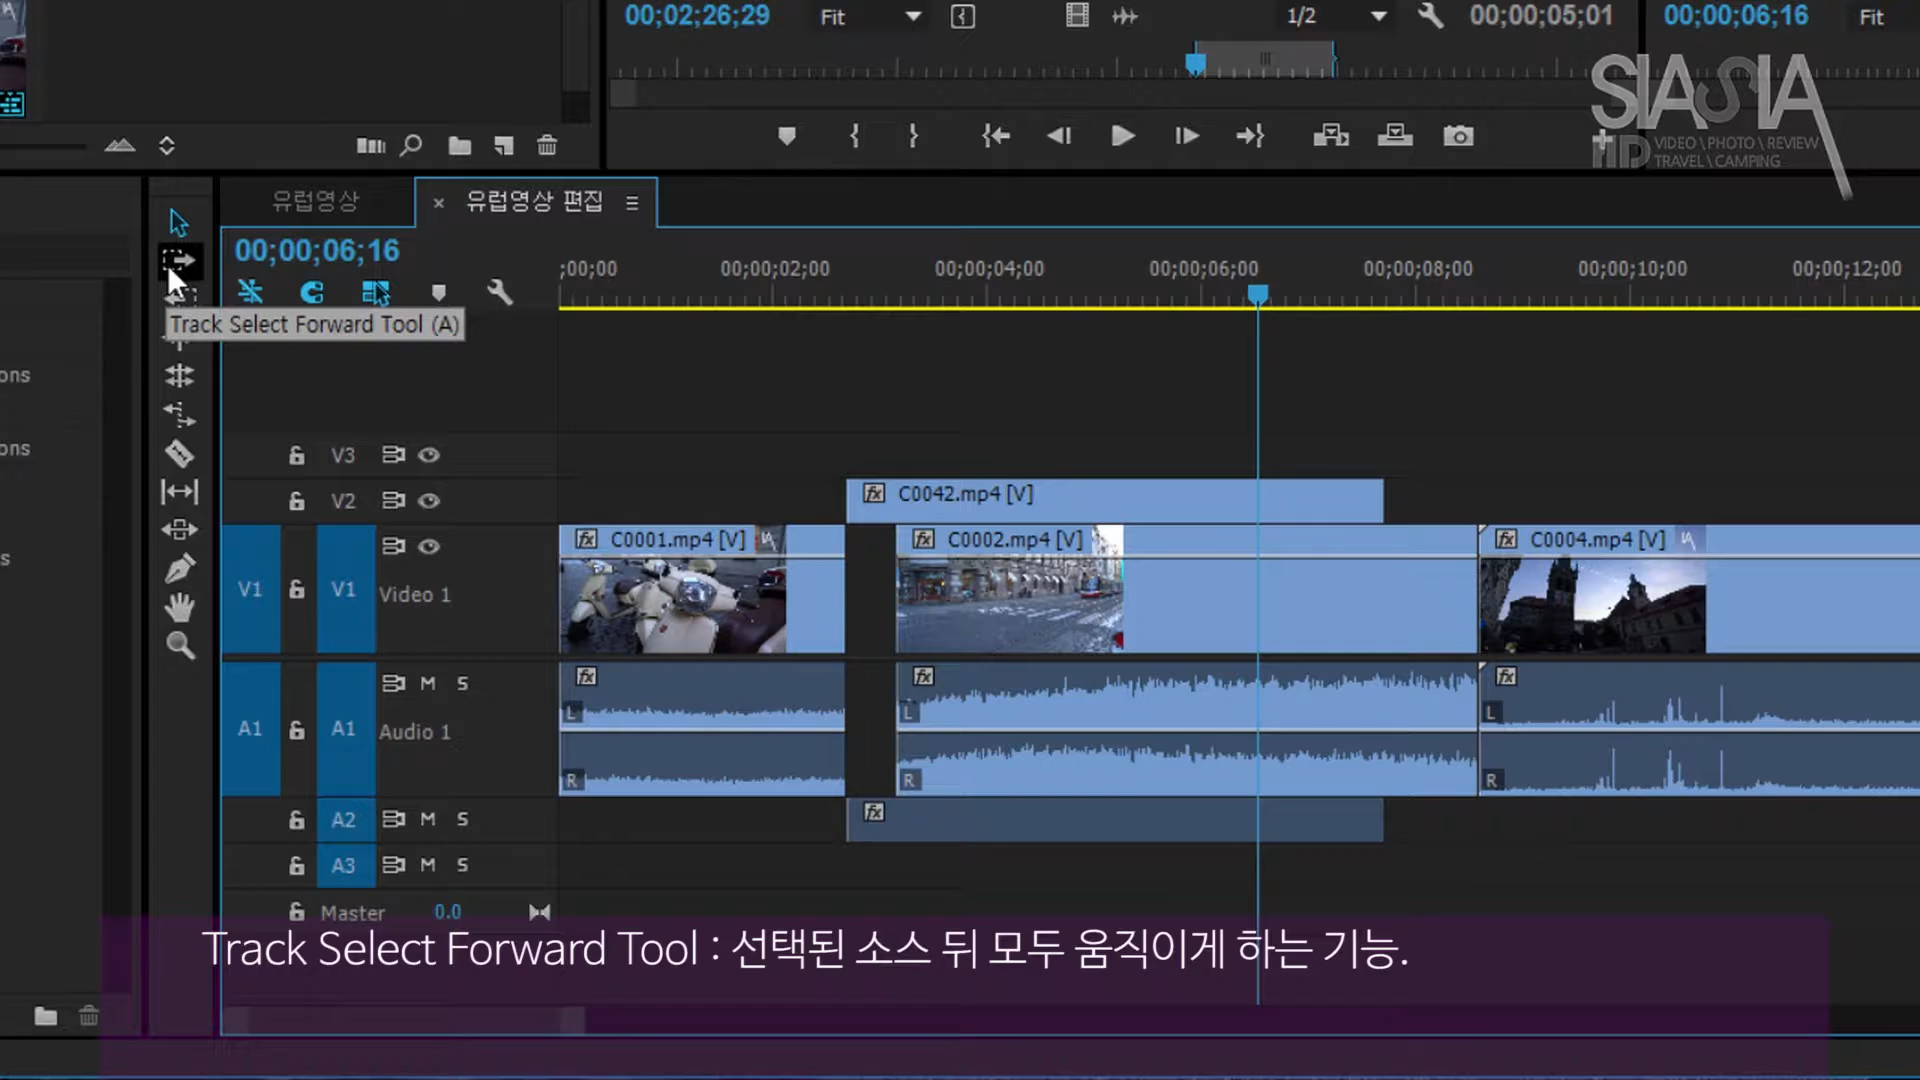 00;02;26;29
Fit
1/2
00;00;05;01
00;00;06;16
Fit
SIASIA
HD VIDEO \ PHOTO \ REVIEW
TRAVEL \ CAMPING
유럽영상
× 유럽영상 편집
00;00;06;16
;00;00
00;00;02;00
00;00;04;00
00;00;06;00
00;00;08;00
00;00;10;00
00;00;12;00
Track Select Forward Tool (A)
ons
ons
s
V3
V2
C0042.mp4 [V]
C0001.mp4 [V]
C0002.mp4 [V]
C0004.mp4 [V]
V1
V1
Video 1
A1
A1
M S
Audio 1
L
L
L
R
R
R
A2 M S
A3 M S
Master 0.0
Track Select Forward Tool : 선택된 소스 뒤 모두 움직이게 하는 기능.